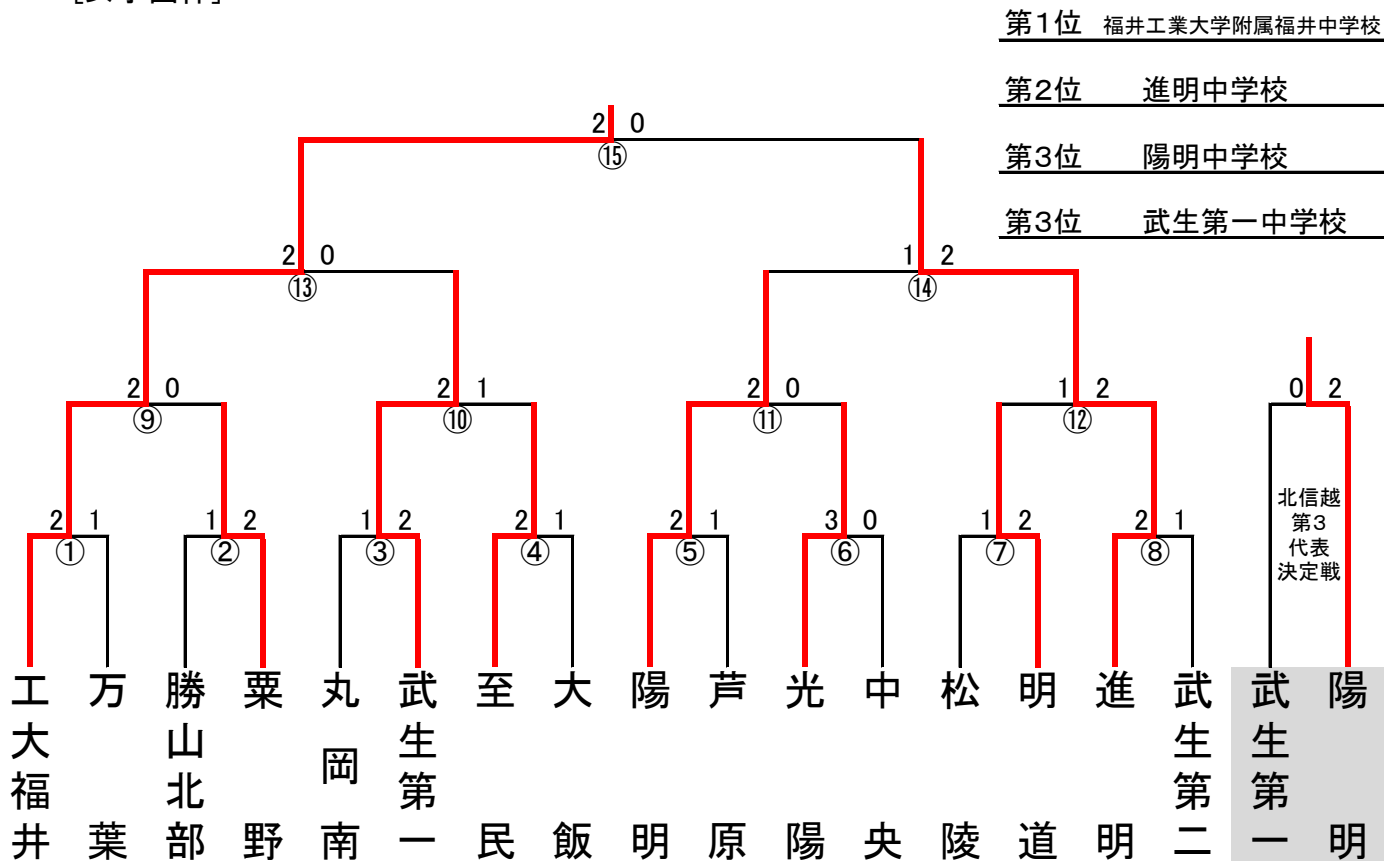 第1位 福井工業大学附属福井中学校
第2位 進明中学校
第3位 陽明中学校
第3位 武生第一中学校
2 0
⑮
2 0
⑬
1 2
⑭
2 0
⑨
2 1
⑩
2 0
⑪
1 2
⑫
0 2
2 1
①
1 2
②
1 2
③
2 1
④
2 1
⑤
3 0
⑥
1 2
⑦
2 1
⑧
北信越
第3
代表
決定戦
工大福井
万葉
勝山北部
粟野
丸岡南
武生第一
至民
大飯
陽明
芦原
光陽
中央
松陵
明道
進明
武生第二
武生第一
陽明